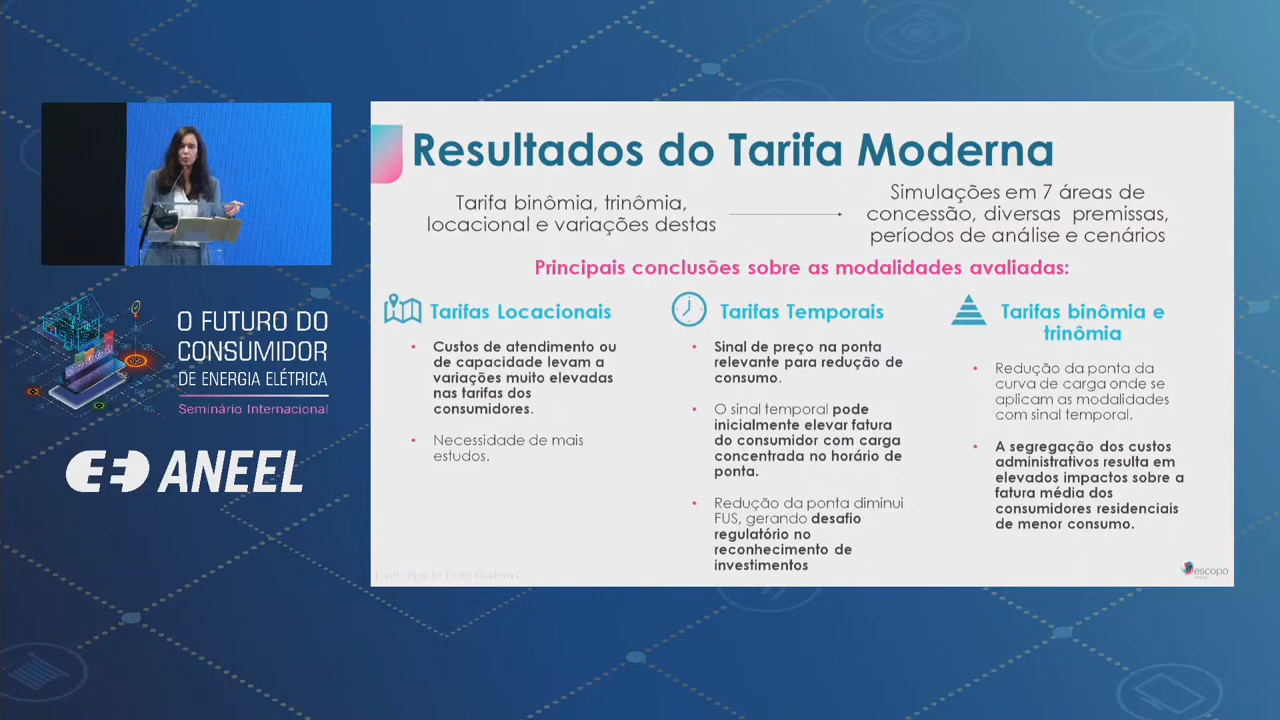 Resultados do Tarifa Moderna
Tarifa binômia, trinômia,
locacional e variações destas
Simulações em 7 áreas de
concessão, diversas premissas,
períodos de análise e cenários
Principais conclusões sobre as modalidades avaliadas:
Tarifas Locacionais
• Custos de atendimento ou
de capacidade levam a
variações muito elevadas
nas tarifas dos
consumidores.
• Necessidade de mais
estudos.
Tarifas Temporais
• Sinal de preço na ponta
relevante para redução de
consumo.
• O sinal temporal pode
inicialmente elevar fatura
do consumidor com carga
concentrada no horário de
ponta.
• Redução da ponta diminui
FUS, gerando desafio
regulatório no
reconhecimento de
investimentos
Tarifas binômia e
trinômia
• Redução da ponta da
curva de carga onde se
aplicam as modalidades
com sinal temporal.
• A segregação dos custos
administrativos resulta em
elevados impactos sobre a
fatura média dos
consumidores residenciais
de menor consumo.
escopo
O FUTURO DO
CONSUMIDOR
DE ENERGIA ELÉTRICA
Seminário Internacional
ANEEL